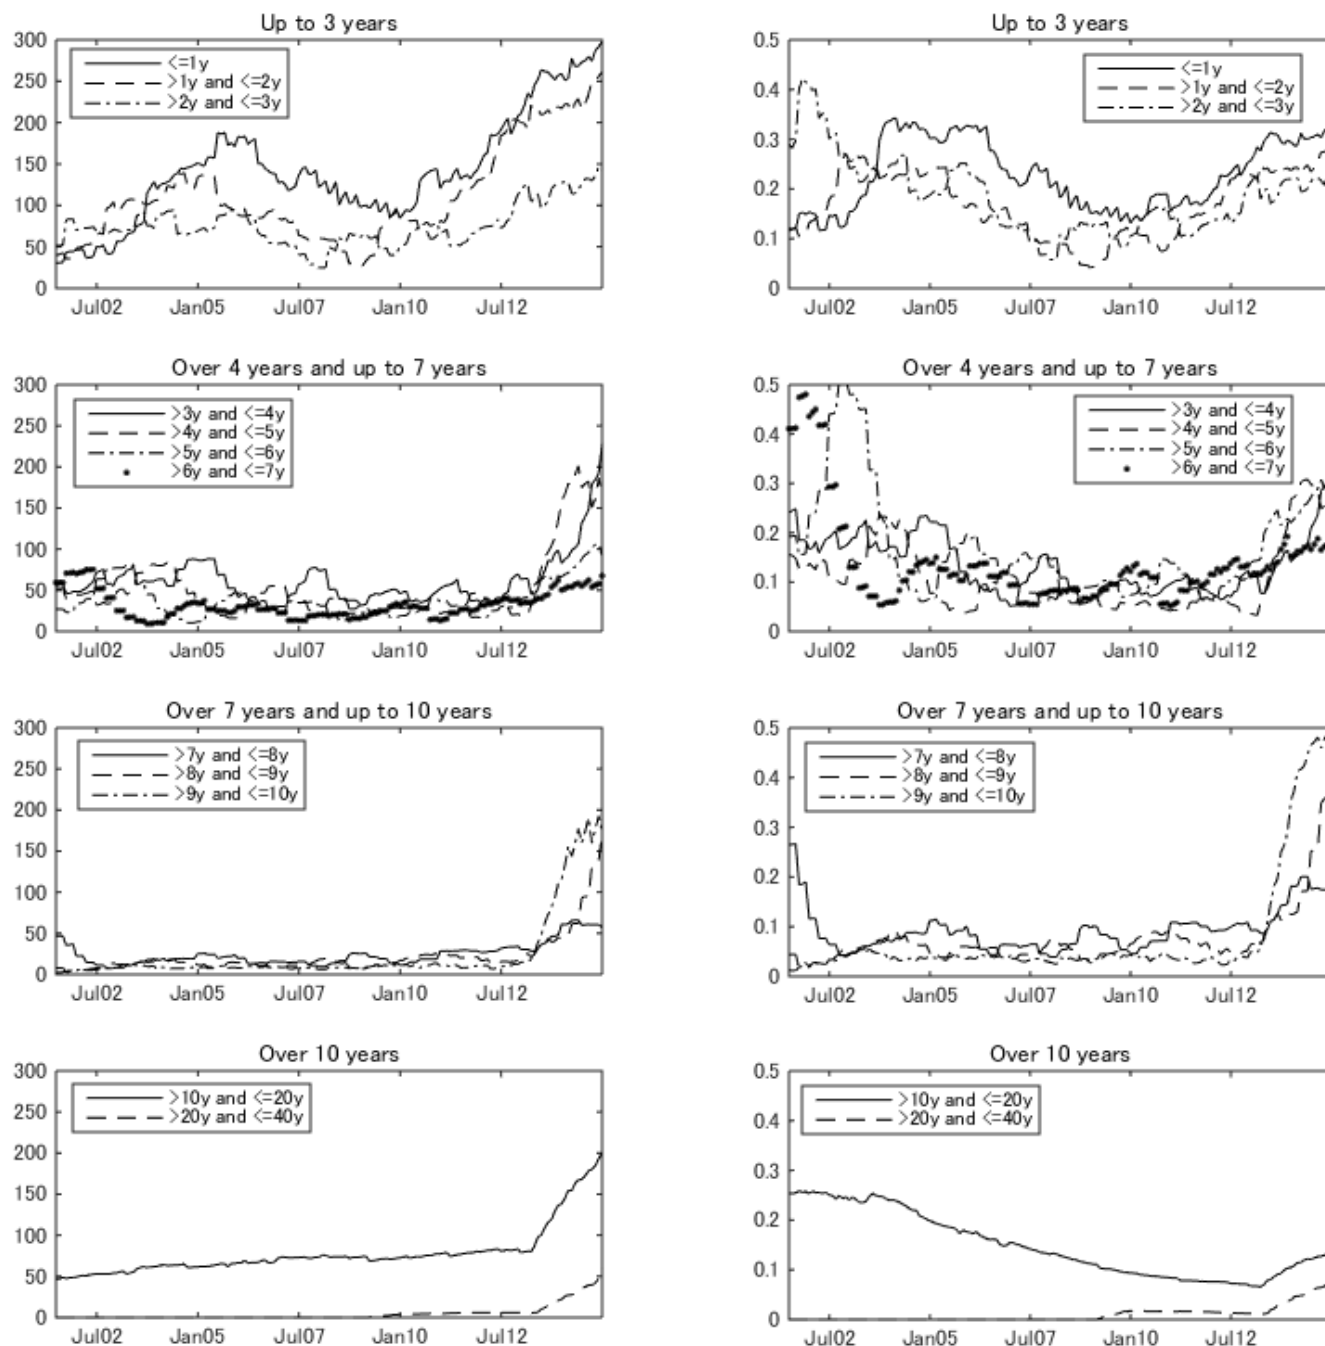 Up to 3 years
300
250
200
150
100
50
0
<=1y
>1y and <=2y
>2y and <=3y
Jul02 Jan05 Jul07 Jan10 Jul12
Up to 3 years
0.5
0.4
0.3
0.2
0.1
0
<=1y
>1y and <=2y
>2y and <=3y
Jul02 Jan05 Jul07 Jan10 Jul12
Over 4 years and up to 7 years
300
250
200
150
100
50
0
>3y and <=4y
>4y and <=5y
>5y and <=6y
>6y and <=7y
Jul02 Jan05 Jul07 Jan10 Jul12
Over 4 years and up to 7 years
0.5
0.4
0.3
0.2
0.1
0
>3y and <=4y
>4y and <=5y
>5y and <=6y
>6y and <=7y
Jul02 Jan05 Jul07 Jan10 Jul12
Over 7 years and up to 10 years
300
250
200
150
100
50
0
>7y and <=8y
>8y and <=9y
>9y and <=10y
Jul02 Jan05 Jul07 Jan10 Jul12
Over 7 years and up to 10 years
0.5
0.4
0.3
0.2
0.1
0
>7y and <=8y
>8y and <=9y
>9y and <=10y
Jul02 Jan05 Jul07 Jan10 Jul12
Over 10 years
300
250
200
150
100
50
0
>10y and <=20y
>20y and <=40y
Jul02 Jan05 Jul07 Jan10 Jul12
Over 10 years
0.5
0.4
0.3
0.2
0.1
0
>10y and <=20y
>20y and <=40y
Jul02 Jan05 Jul07 Jan10 Jul12